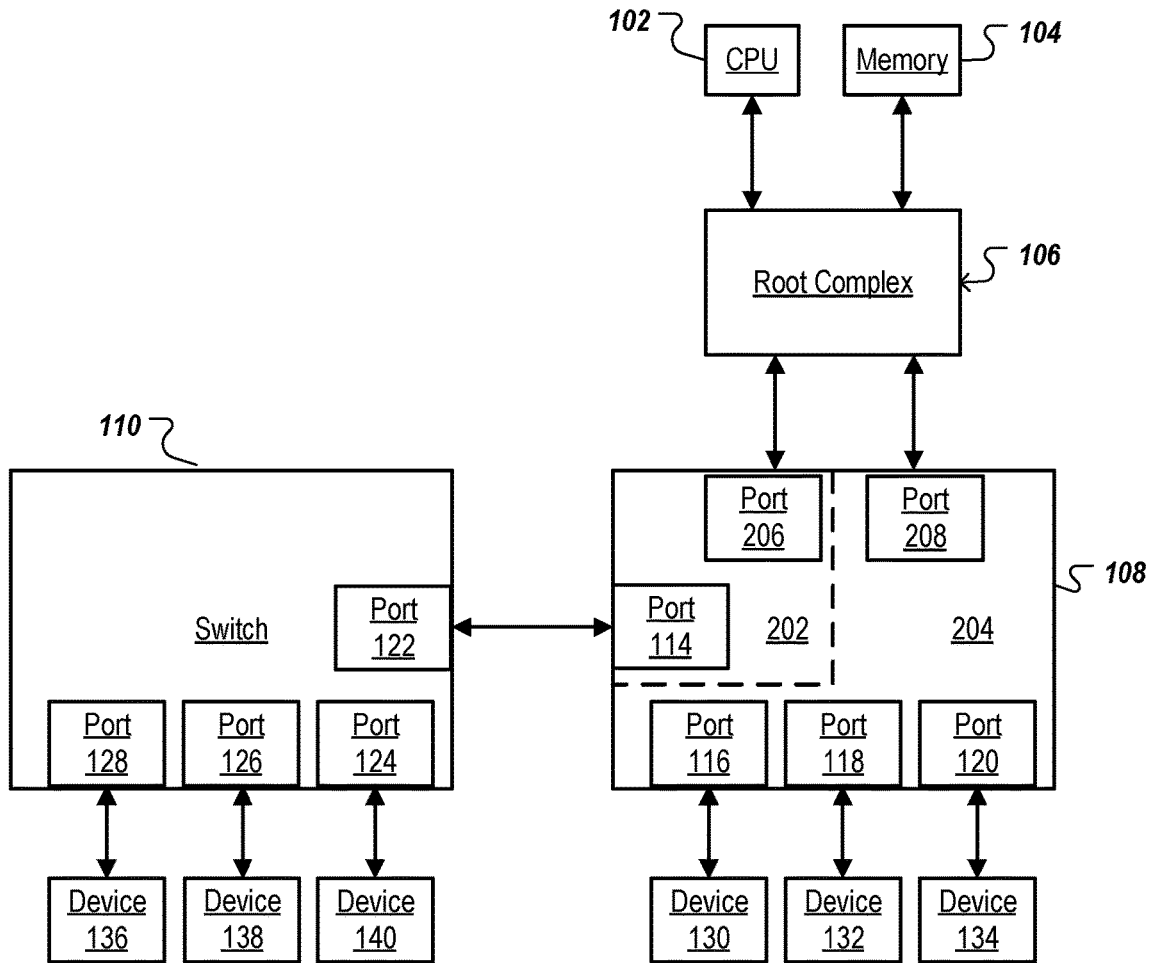 102
CPU
Memory
104
Root Complex
106
110
108
Port
206
Port
208
Switch
Port
122
Port
114
202
204
Port
128
Port
126
Port
124
Port
116
Port
118
Port
120
Device
136
Device
138
Device
140
Device
130
Device
132
Device
134